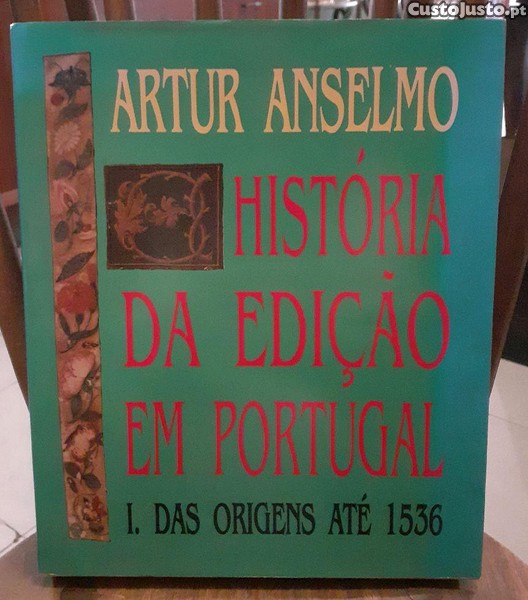 CustoJusto.pt
ARTUR ANSELMO
HISTÓRIA
DA EDIÇÃO
EM PORTUGAL
I. DAS ORIGENS ATÉ 1536